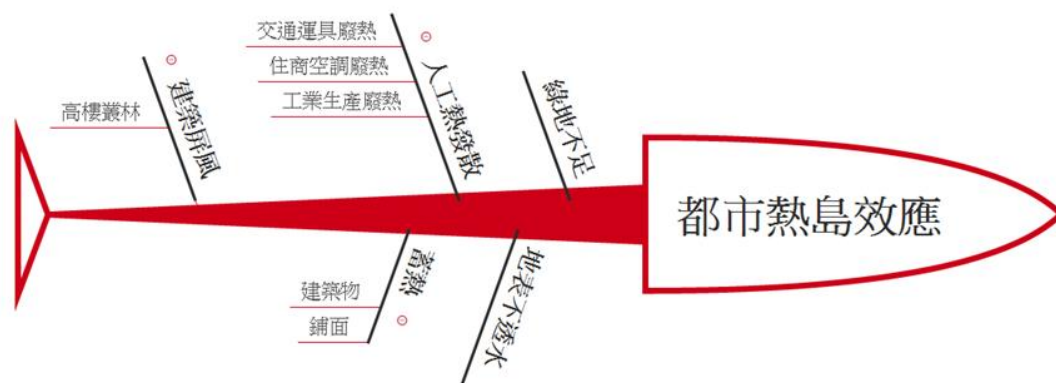 交通運具廢熱
住商空調廢熱
工業生產廢熱
人工熱發散
高樓叢林
建築屏風
綠地不足
都市熱島效應
建築物
鋪面
蓄熱
地表不透水